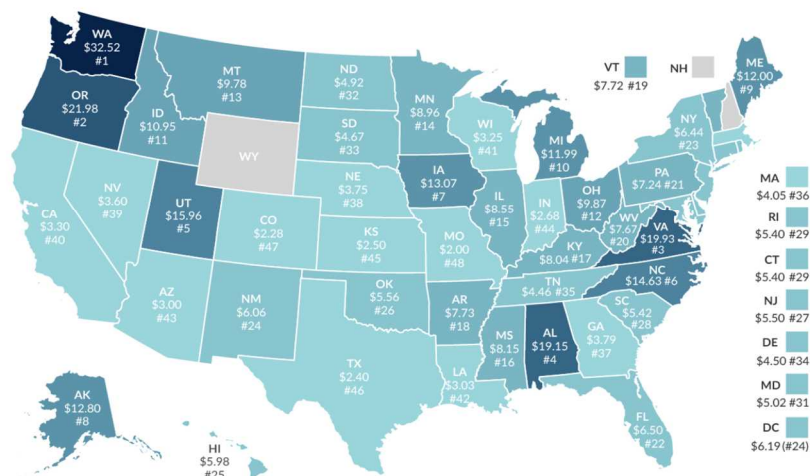 WA
$32.52
#1
OR
$21.98
#2
ID
$10.95
#11
MT
$9.78
#13
ND
$4.92
#32
SD
$4.67
#33
MN
$8.96
#14
WI
$3.25
#41
MI
$11.99
#10
VT
$7.72 #19
NH
ME
$12.00
#9
NY
$6.44
#23
WY
NV
$3.60
#39
UT
$15.96
#5
CA
$3.30
#40
CO
$2.28
#47
NE
$3.75
#38
KS
$2.50
#45
IA
$13.07
#7
MO
$2.00
#48
IL
$8.55
#15
IN
$2.68
#44
OH
$9.87
#12
PA
$7.24 #21
WV
$7.67
#20
VA
$19.93
#3
KY
$8.04 #17
NC
$14.63 #6
TN
$4.46 #35
SC
$5.42
#28
AZ
$3.00
#43
NM
$6.06
#24
OK
$5.56
#26
AR
$7.73
#18
TX
$2.40
#46
LA
$3.03
#42
MS
$8.15
#16
AL
$19.15
#4
GA
$3.79
#37
FL
$6.50
#22
AK
$12.80
#8
HI
$5.98
#25
MA
$4.05 #36
RI
$5.40 #29
CT
$5.40 #29
NJ
$5.50 #27
DE
$4.50 #34
MD
$5.02 #31
DC
$6.19 (#24)